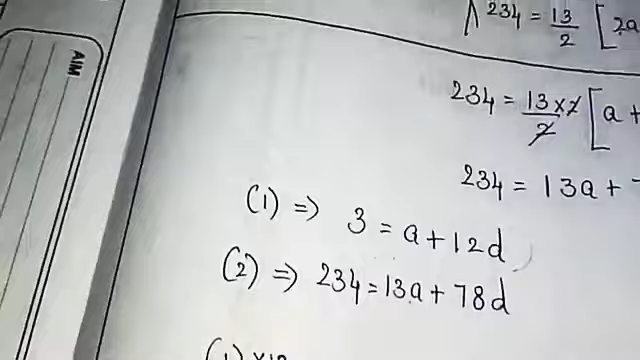 AIM
234 = 13/2 [2a
234 = 13×2/2 [a +
234 = 13a +
(1) => 3 = a + 12d
(2) => 234 = 13a + 78d